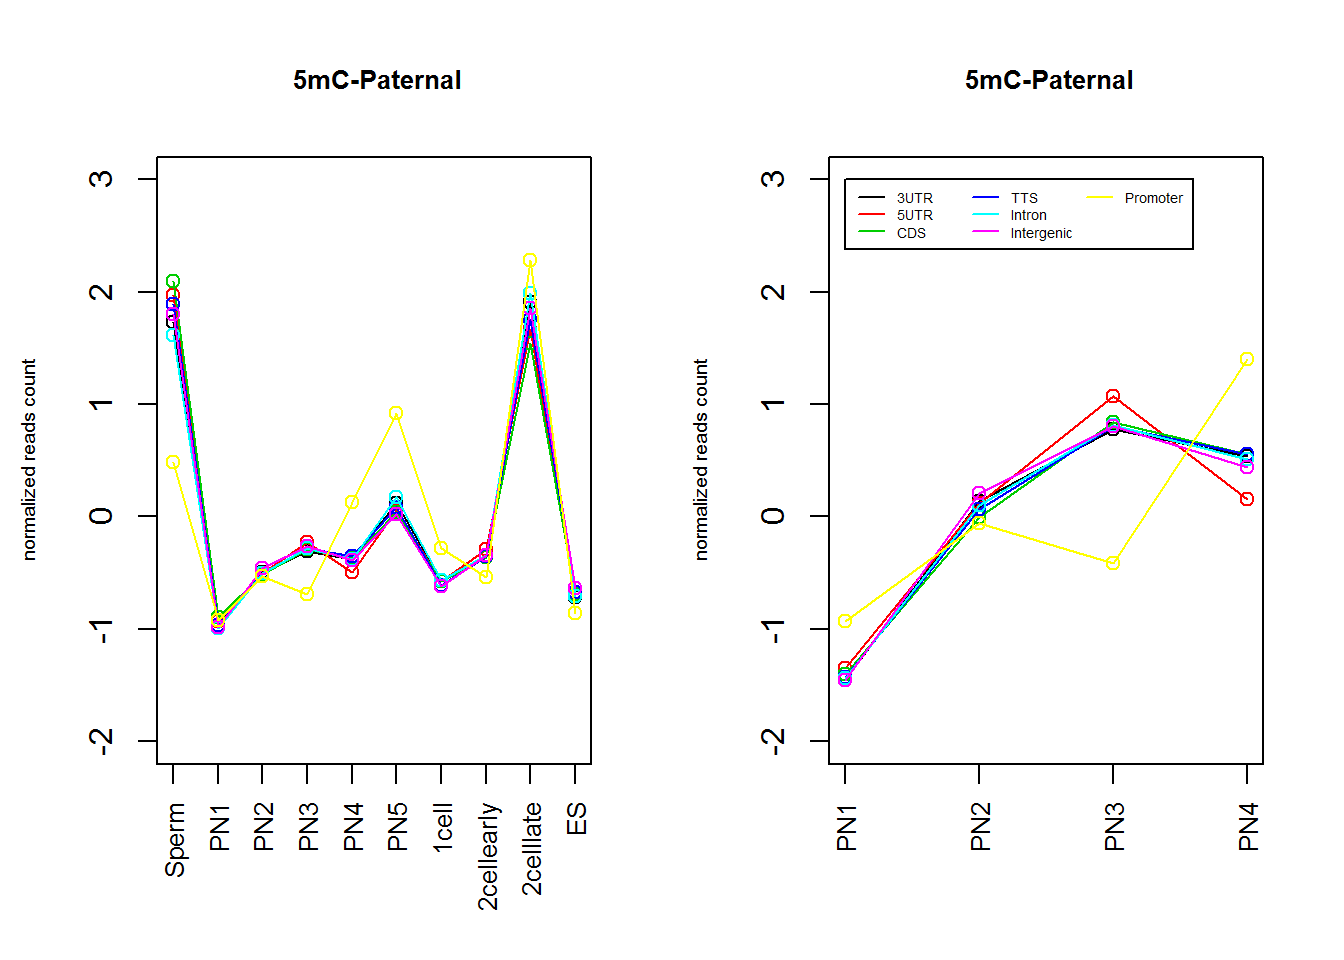 5mC-Paternal
normalized reads count
3
2
1
0
-1
-2
Sperm
PN1
PN2
PN3
PN4
PN5
1cell
2cellearly
2celllate
ES
5mC-Paternal
normalized reads count
3
2
1
0
-1
-2
3UTR
5UTR
CDS
TTS
Intron
Intergenic
Promoter
PN1
PN2
PN3
PN4